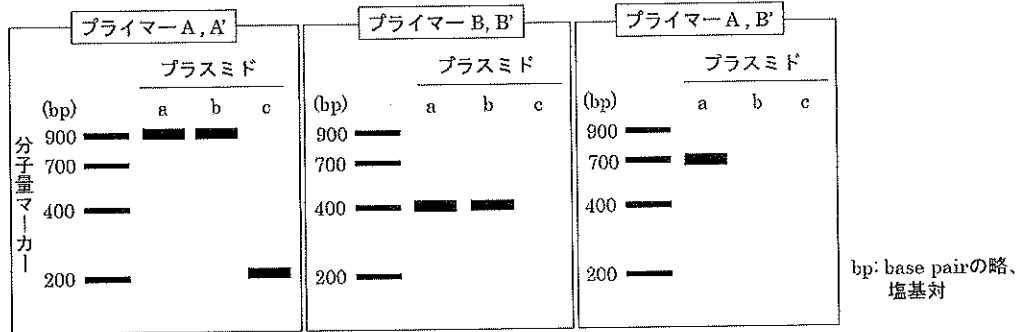 プライマーA, A'
プラスミド
(bp) a b c
900
700
400
200
分子量マーカー
プライマーB, B'
プラスミド
(bp) a b c
900
700
400
200
プライマーA, B'
プラスミド
(bp) a b c
900
700
400
200
bp: base pairの略、
塩基対